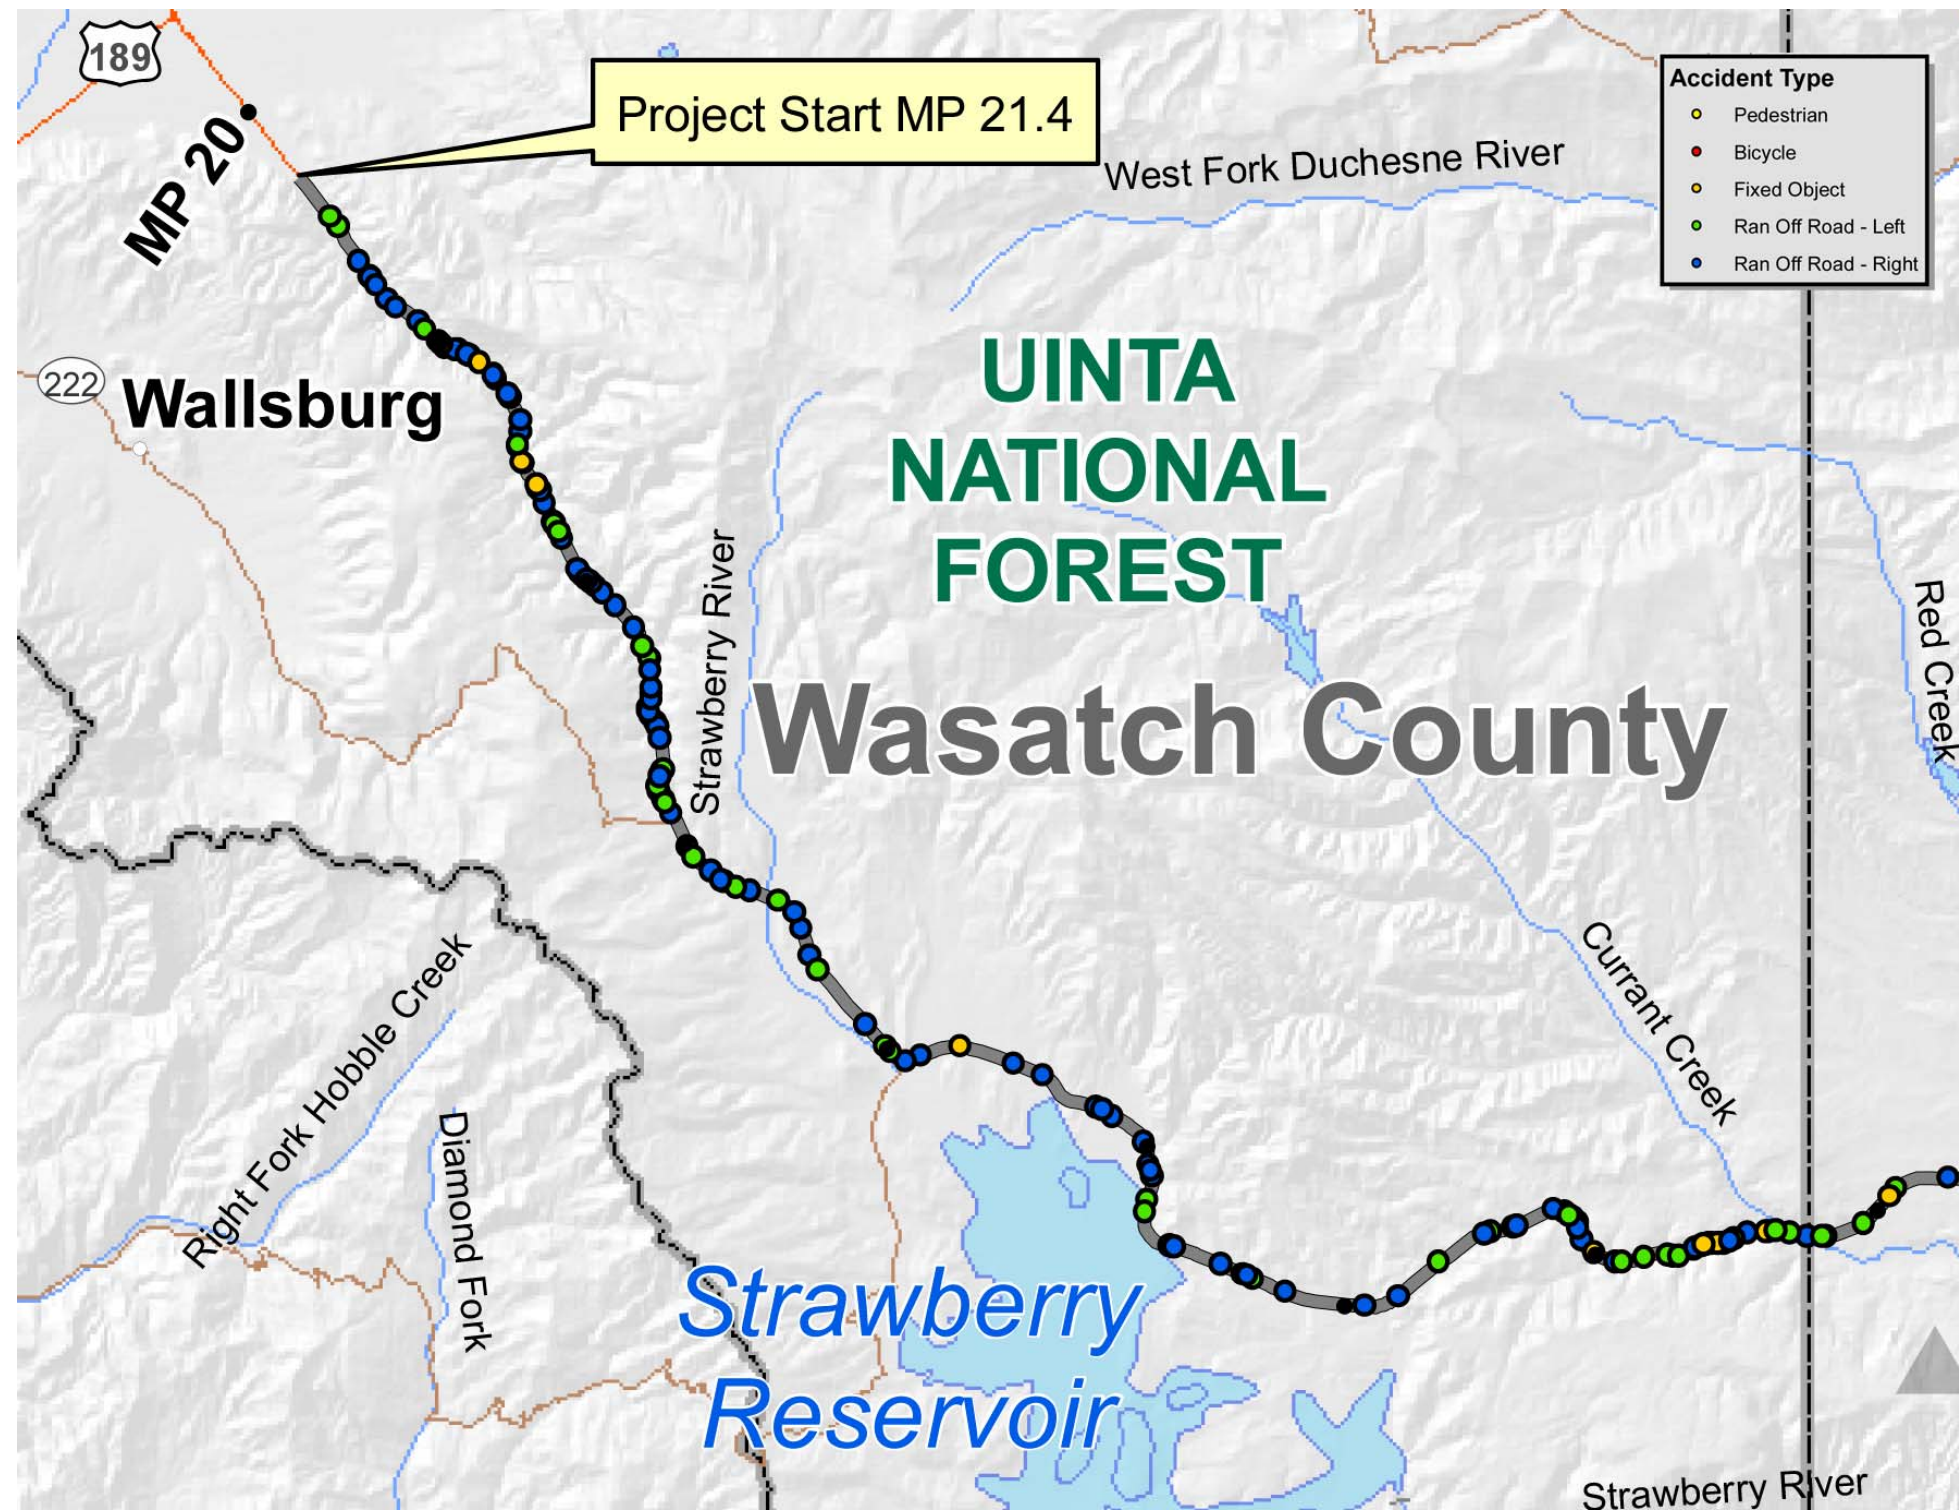 189
MP 20
Project Start MP 21.4
Accident Type
Pedestrian
Bicycle
Fixed Object
Ran Off Road - Left
Ran Off Road - Right
West Fork Duchesne River
222
Wallsburg
UINTA
NATIONAL
FOREST
Strawberry River
Red Creek
Wasatch County
Currant Creek
Right Fork Hobble Creek
Diamond Fork
Strawberry
Reservoir
Strawberry River